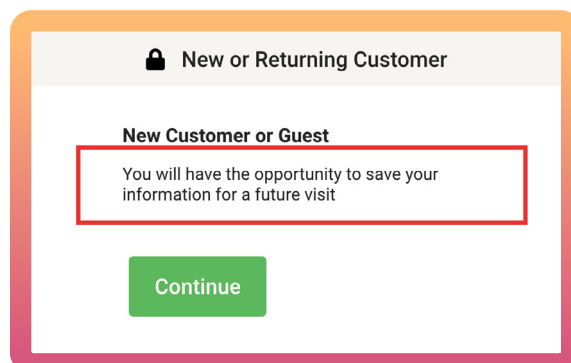 New or Returning Customer
New Customer or Guest
You will have the opportunity to save your
information for a future visit
Continue